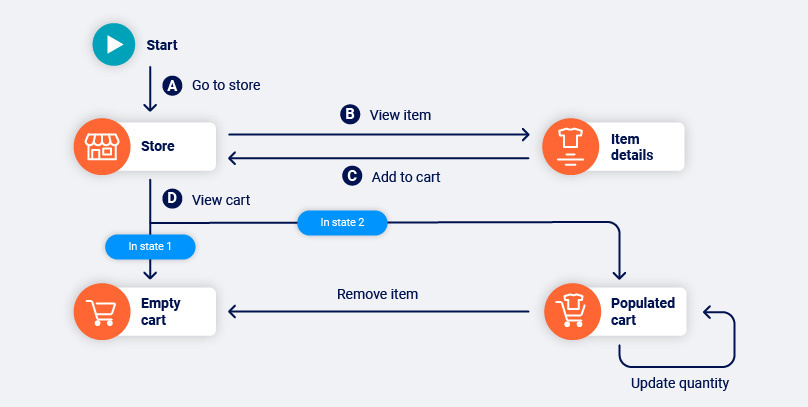 Start
A Go to store
B View item
Store
Item
details
C Add to cart
D View cart
In state 2
In state 1
Remove item
Empty
cart
Populated
cart
Update quantity